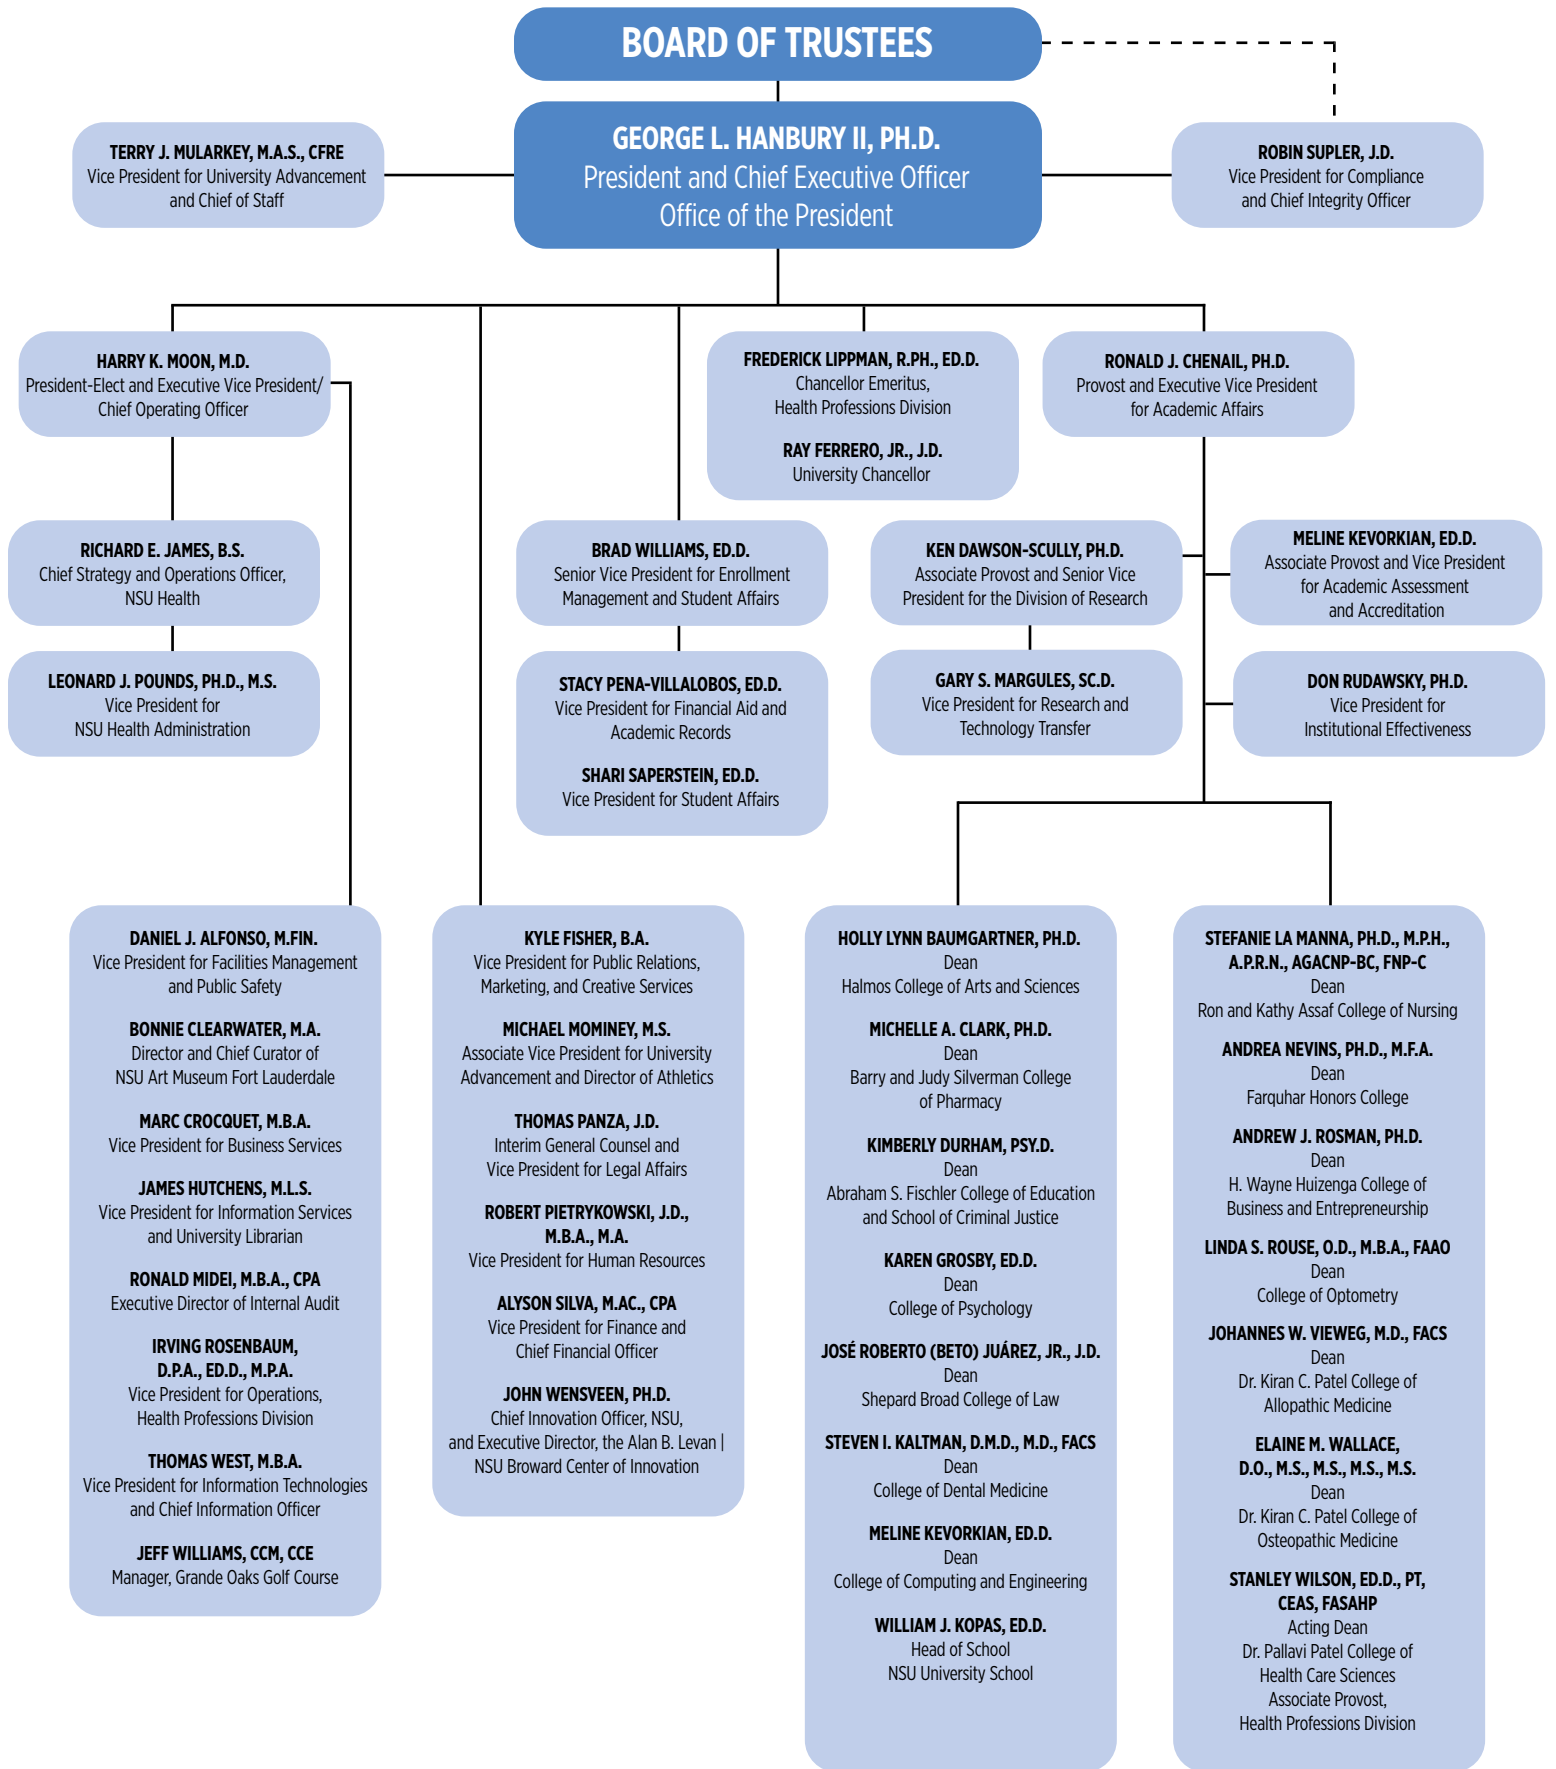 BOARD OF TRUSTEES
GEORGE L. HANBURY II, PH.D.
President and Chief Executive Officer
Office of the President
TERRY J. MULARKEY, M.A.S., CFRE
Vice President for University Advancement
and Chief of Staff
ROBIN SUPLER, J.D.
Vice President for Compliance
and Chief Integrity Officer
HARRY K. MOON, M.D.
President-Elect and Executive Vice President/
Chief Operating Officer
FREDERICK LIPPMAN, R.PH., ED.D.
Chancellor Emeritus,
Health Professions Division
RAY FERRERO, JR., J.D.
University Chancellor
RONALD J. CHENAIL, PH.D.
Provost and Executive Vice President
for Academic Affairs
RICHARD E. JAMES, B.S.
Chief Strategy and Operations Officer,
NSU Health
BRAD WILLIAMS, ED.D.
Senior Vice President for Enrollment
Management and Student Affairs
KEN DAWSON-SCULLY, PH.D.
Associate Provost and Senior Vice
President for the Division of Research
MELINE KEVORKIAN, ED.D.
Associate Provost and Vice President
for Academic Assessment
and Accreditation
LEONARD J. POUNDS, PH.D., M.S.
Vice President for
NSU Health Administration
STACY PENA-VILLALOBOS, ED.D.
Vice President for Financial Aid and
Academic Records
SHARI SAPERSTEIN, ED.D.
Vice President for Student Affairs
GARY S. MARGULES, SC.D.
Vice President for Research and
Technology Transfer
DON RUDAWSKY, PH.D.
Vice President for
Institutional Effectiveness
DANIEL J. ALFONSO, M.FIN.
Vice President for Facilities Management
and Public Safety
BONNIE CLEARWATER, M.A.
Director and Chief Curator of
NSU Art Museum Fort Lauderdale
MARC CROCQUET, M.B.A.
Vice President for Business Services
JAMES HUTCHENS, M.L.S.
Vice President for Information Services
and University Librarian
RONALD MIDEI, M.B.A., CPA
Executive Director of Internal Audit
IRVING ROSENBAUM,
D.P.A., ED.D., M.P.A.
Vice President for Operations,
Health Professions Division
THOMAS WEST, M.B.A.
Vice President for Information Technologies
and Chief Information Officer
JEFF WILLIAMS, CCM, CCE
Manager, Grande Oaks Golf Course
KYLE FISHER, B.A.
Vice President for Public Relations,
Marketing, and Creative Services
MICHAEL MOMINEY, M.S.
Associate Vice President for University
Advancement and Director of Athletics
THOMAS PANZA, J.D.
Interim General Counsel and
Vice President for Legal Affairs
ROBERT PIETRYKOWSKI, J.D.,
M.B.A., M.A.
Vice President for Human Resources
ALYSON SILVA, M.AC., CPA
Vice President for Finance and
Chief Financial Officer
JOHN WENSVEEN, PH.D.
Chief Innovation Officer, NSU,
and Executive Director, the Alan B. Levan |
NSU Broward Center of Innovation
HOLLY LYNN BAUMGARTNER, PH.D.
Dean
Halmos College of Arts and Sciences
MICHELLE A. CLARK, PH.D.
Dean
Barry and Judy Silverman College
of Pharmacy
KIMBERLY DURHAM, PSY.D.
Dean
Abraham S. Fischler College of Education
and School of Criminal Justice
KAREN GROSBY, ED.D.
Dean
College of Psychology
JOSÉ ROBERTO (BETO) JUÁREZ, JR., J.D.
Dean
Shepard Broad College of Law
STEVEN I. KALTMAN, D.M.D., M.D., FACS
Dean
College of Dental Medicine
MELINE KEVORKIAN, ED.D.
Dean
College of Computing and Engineering
WILLIAM J. KOPAS, ED.D.
Head of School
NSU University School
STEFANIE LA MANNA, PH.D., M.P.H.,
A.P.R.N., AGACNP-BC, FNP-C
Dean
Ron and Kathy Assaf College of Nursing
ANDREA NEVINS, PH.D., M.F.A.
Dean
Farquhar Honors College
ANDREW J. ROSMAN, PH.D.
Dean
H. Wayne Huizenga College of
Business and Entrepreneurship
LINDA S. ROUSE, O.D., M.B.A., FAAO
Dean
College of Optometry
JOHANNES W. VIEWEG, M.D., FACS
Dean
Dr. Kiran C. Patel College of
Allopathic Medicine
ELAINE M. WALLACE,
D.O., M.S., M.S., M.S., M.S.
Dean
Dr. Kiran C. Patel College of
Osteopathic Medicine
STANLEY WILSON, ED.D., PT,
CEAS, FASAHP
Acting Dean
Dr. Pallavi Patel College of
Health Care Sciences
Associate Provost,
Health Professions Division